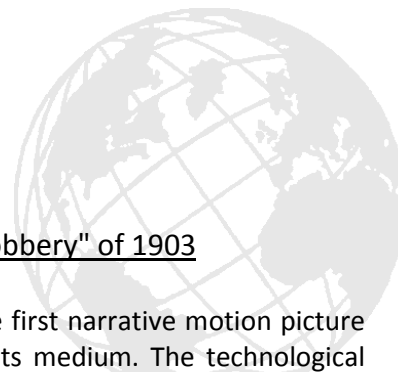 obbery" of 1903
e first narrative motion picture
ts medium. The technological